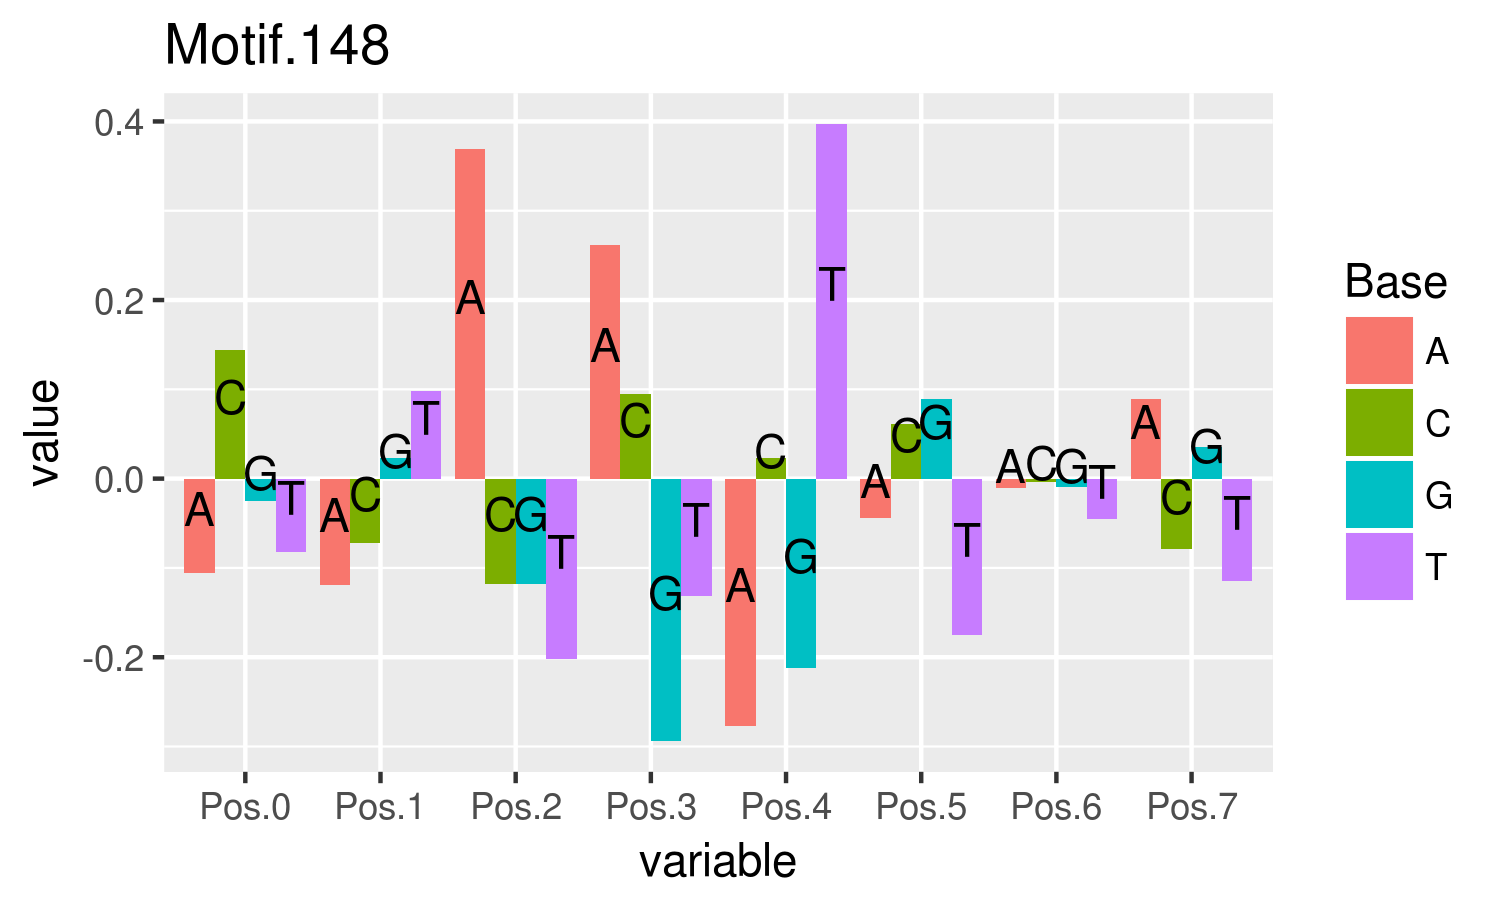 Motif.148
0.4
0.2
0.0
-0.2
value
A C G T
A C G T
A C G T
A C G T
A C G T
A C G T
A C G T
A C G T
Pos.0 Pos.1 Pos.2 Pos.3 Pos.4 Pos.5 Pos.6 Pos.7
variable
Base
A
C
G
T